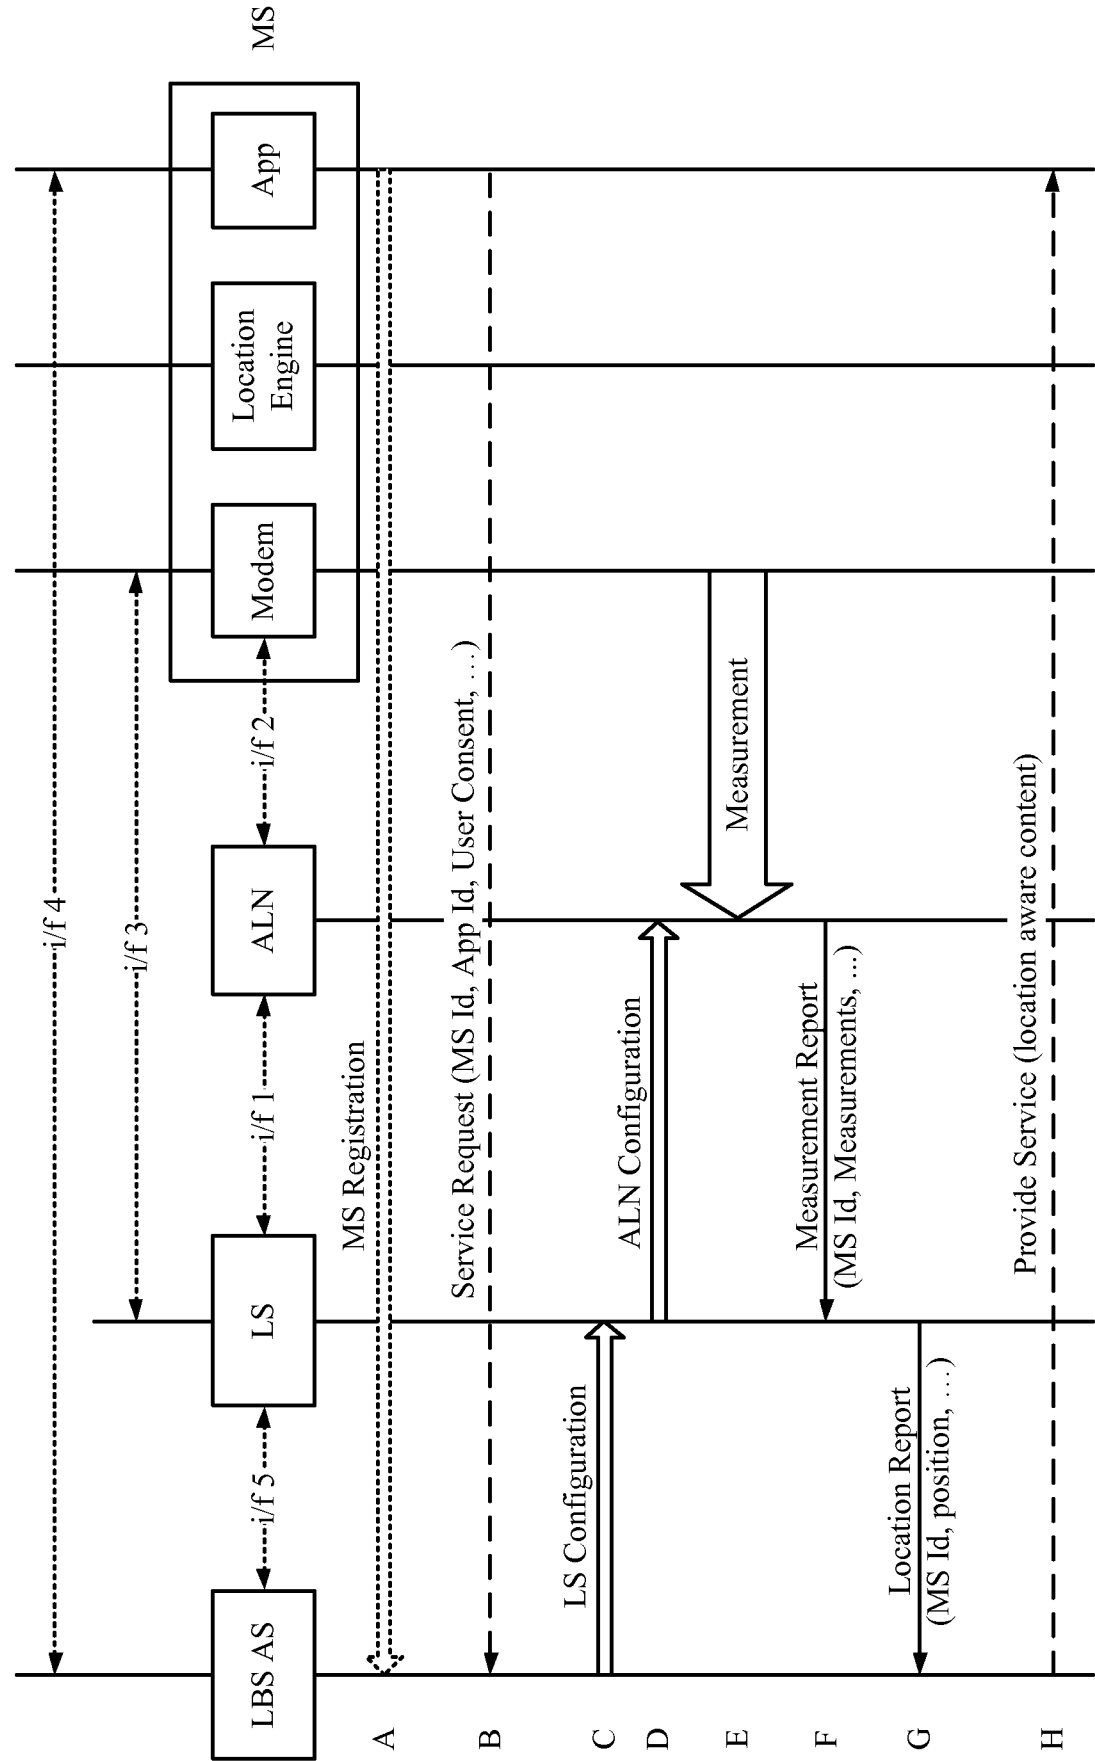 MS
i/f 4
i/f 3
LBS AS
i/f 5
LS
i/f 1
ALN
i/f 2
Modem
Location
Engine
App
A
MS Registration
B
Service Request (MS Id, App Id, User Consent, …)
C
LS Configuration
D
ALN Configuration
E
Measurement
F
Measurement Report
(MS Id, Measurements, ...)
G
Location Report
(MS Id, position, …)
H
Provide Service (location aware content)